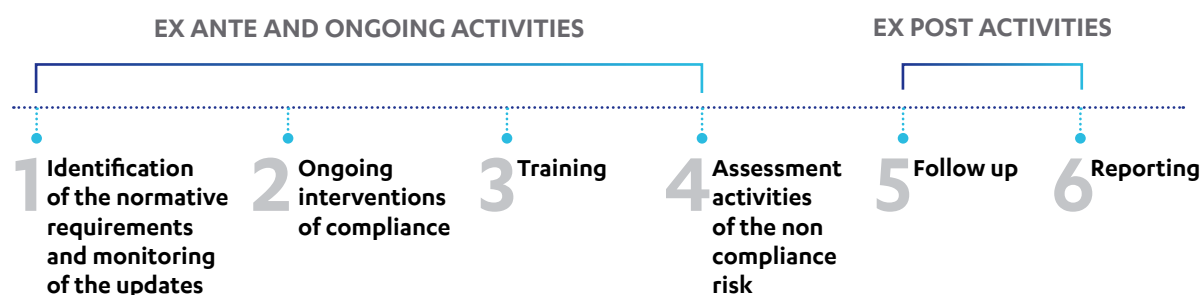 EX ANTE AND ONGOING ACTIVITIES
EX POST ACTIVITIES
1 Identification
of the normative
requirements
and monitoring
of the updates
2 Ongoing
interventions
of compliance
3 Training
4 Assessment
activities
of the non
compliance
risk
5 Follow up
6 Reporting